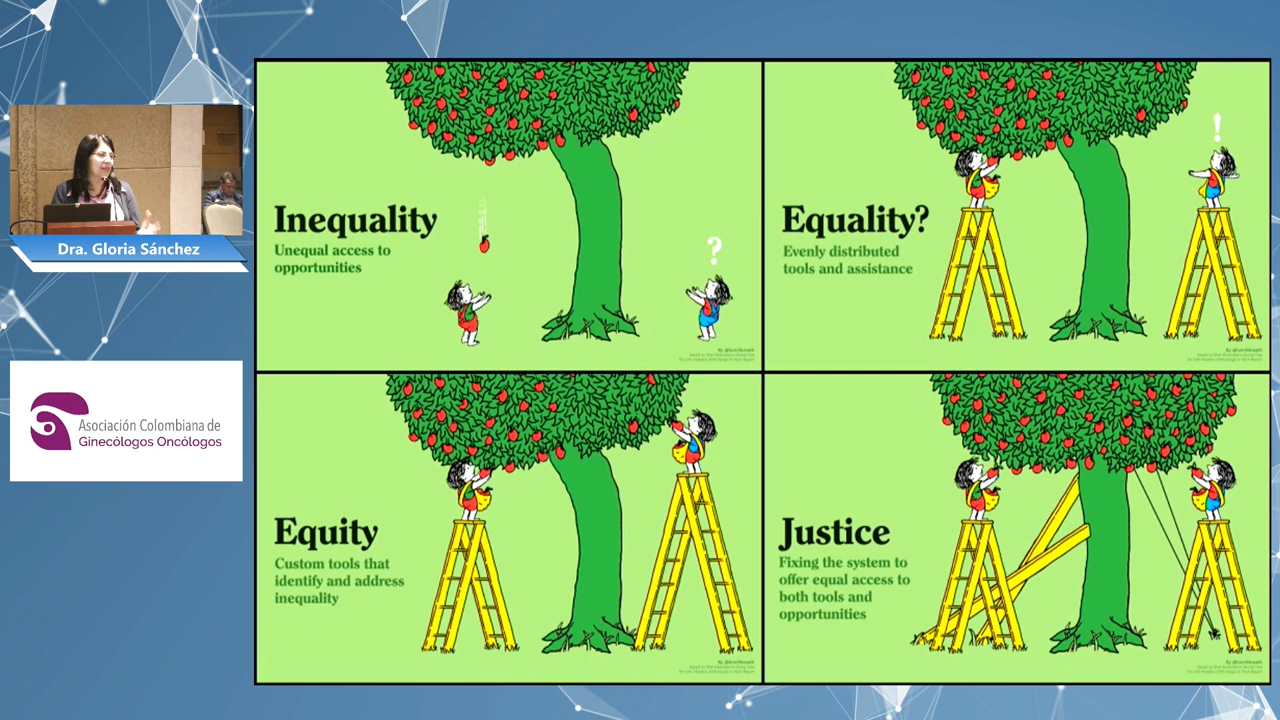 Dra. Gloria Sánchez
Asociación Colombiana de
Ginecólogos Oncólogos
Inequality
Unequal access to
opportunities
?
Equality?
Evenly distributed
tools and assistance
!
Equity
Custom tools that
identify and address
inequality
Justice
Fixing the system to
offer equal access to
both tools and
opportunities